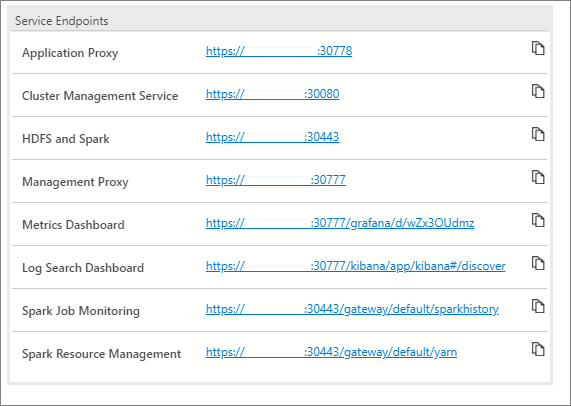 Service Endpoints
Application Proxy https:// :30778
Cluster Management Service https:// :30080
HDFS and Spark https:// :30443
Management Proxy https:// :30777
Metrics Dashboard https:// :30777/grafana/d/wZx3OUdmz
Log Search Dashboard https:// :30777/kibana/app/kibana#/discover
Spark Job Monitoring https:// :30443/gateway/default/sparkhistory
Spark Resource Management https:// :30443/gateway/default/yarn